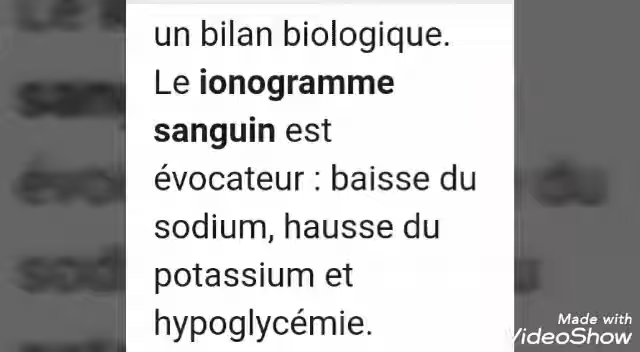 un bilan biologique.
Le ionogramme
sanguin est
évocateur : baisse du
sodium, hausse du
potassium et
hypoglycémie.
Made with
VideoShow